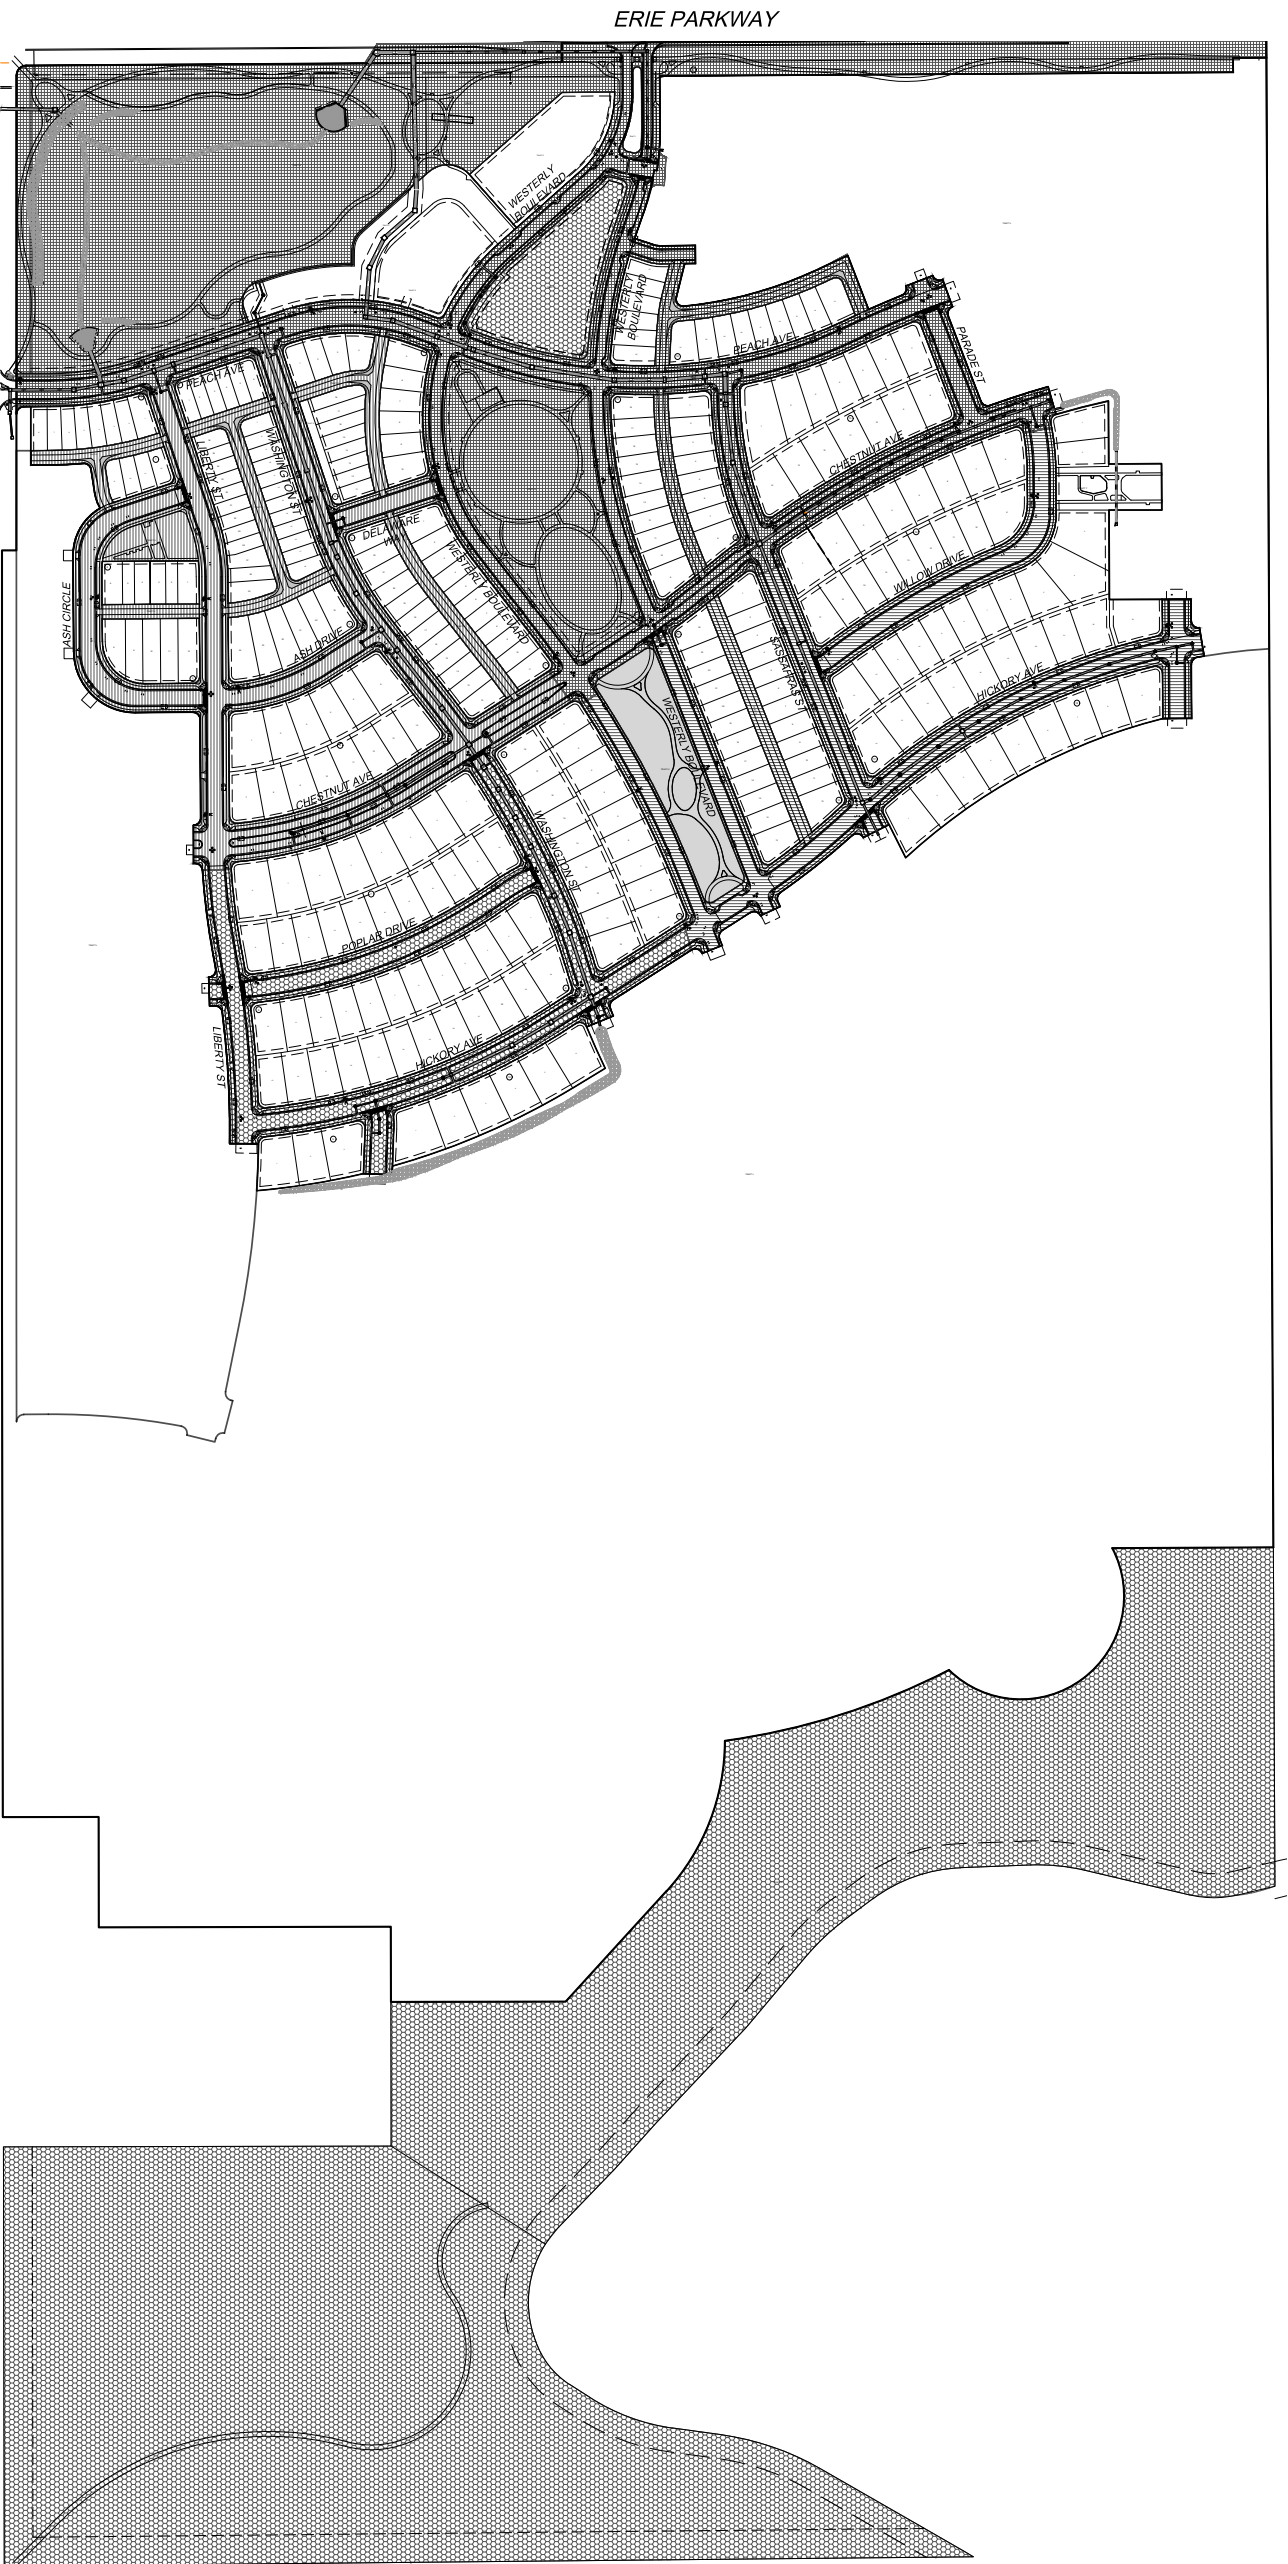 ERIE PARKWAY
WESTERLY
BOULEVARD
WESTERLY
BOULEVARD
PEACH AVE
PARADE ST
PEACH AVE
LIBERTY ST
WASHINGTON ST
CHESTNUT AVE
DELAWARE
WAY
WESTERLY BOULEVARD
WILLOW DRIVE
ASH CIRCLE
ASH DRIVE
SASSAFRAS ST
HICKORY AVE
WESTERLY BOULEVARD
CHESTNUT AVE
WASHINGTON ST
POPLAR DRIVE
LIBERTY ST
HICKORY AVE